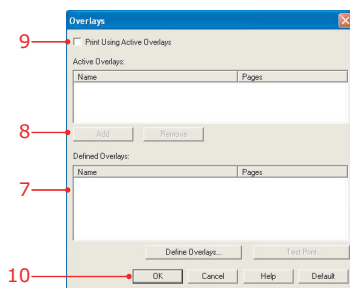 Overlays
9
Print Using Active Overlays
Active Overlays:
Name Pages
8
Add Remove
Defined Overlays:
Name Pages
7
Define Overlays... Test Print
10
OK Cancel Help Default